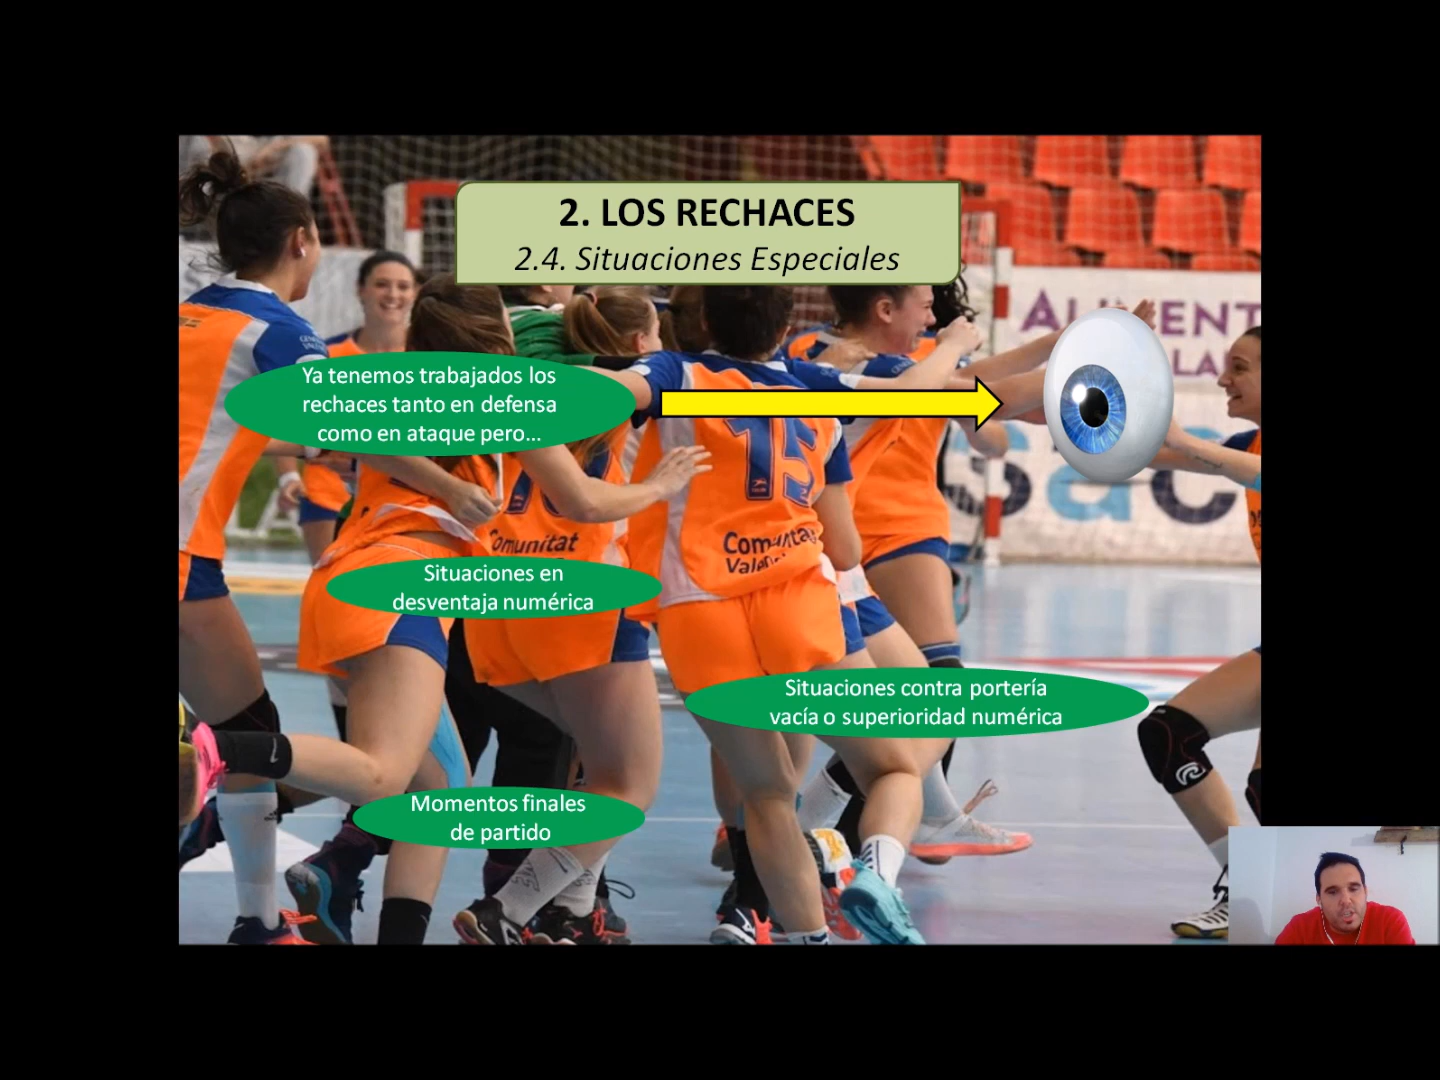 2. LOS RECHACES
2.4. Situaciones Especiales
Ya tenemos trabajados los
rechaces tanto en defensa
como en ataque pero...
15
Comunitat
Comunitat
Situaciones en
desventaja numérica
Situaciones contra portería
vacía o superioridad numérica
Momentos finales
de partido